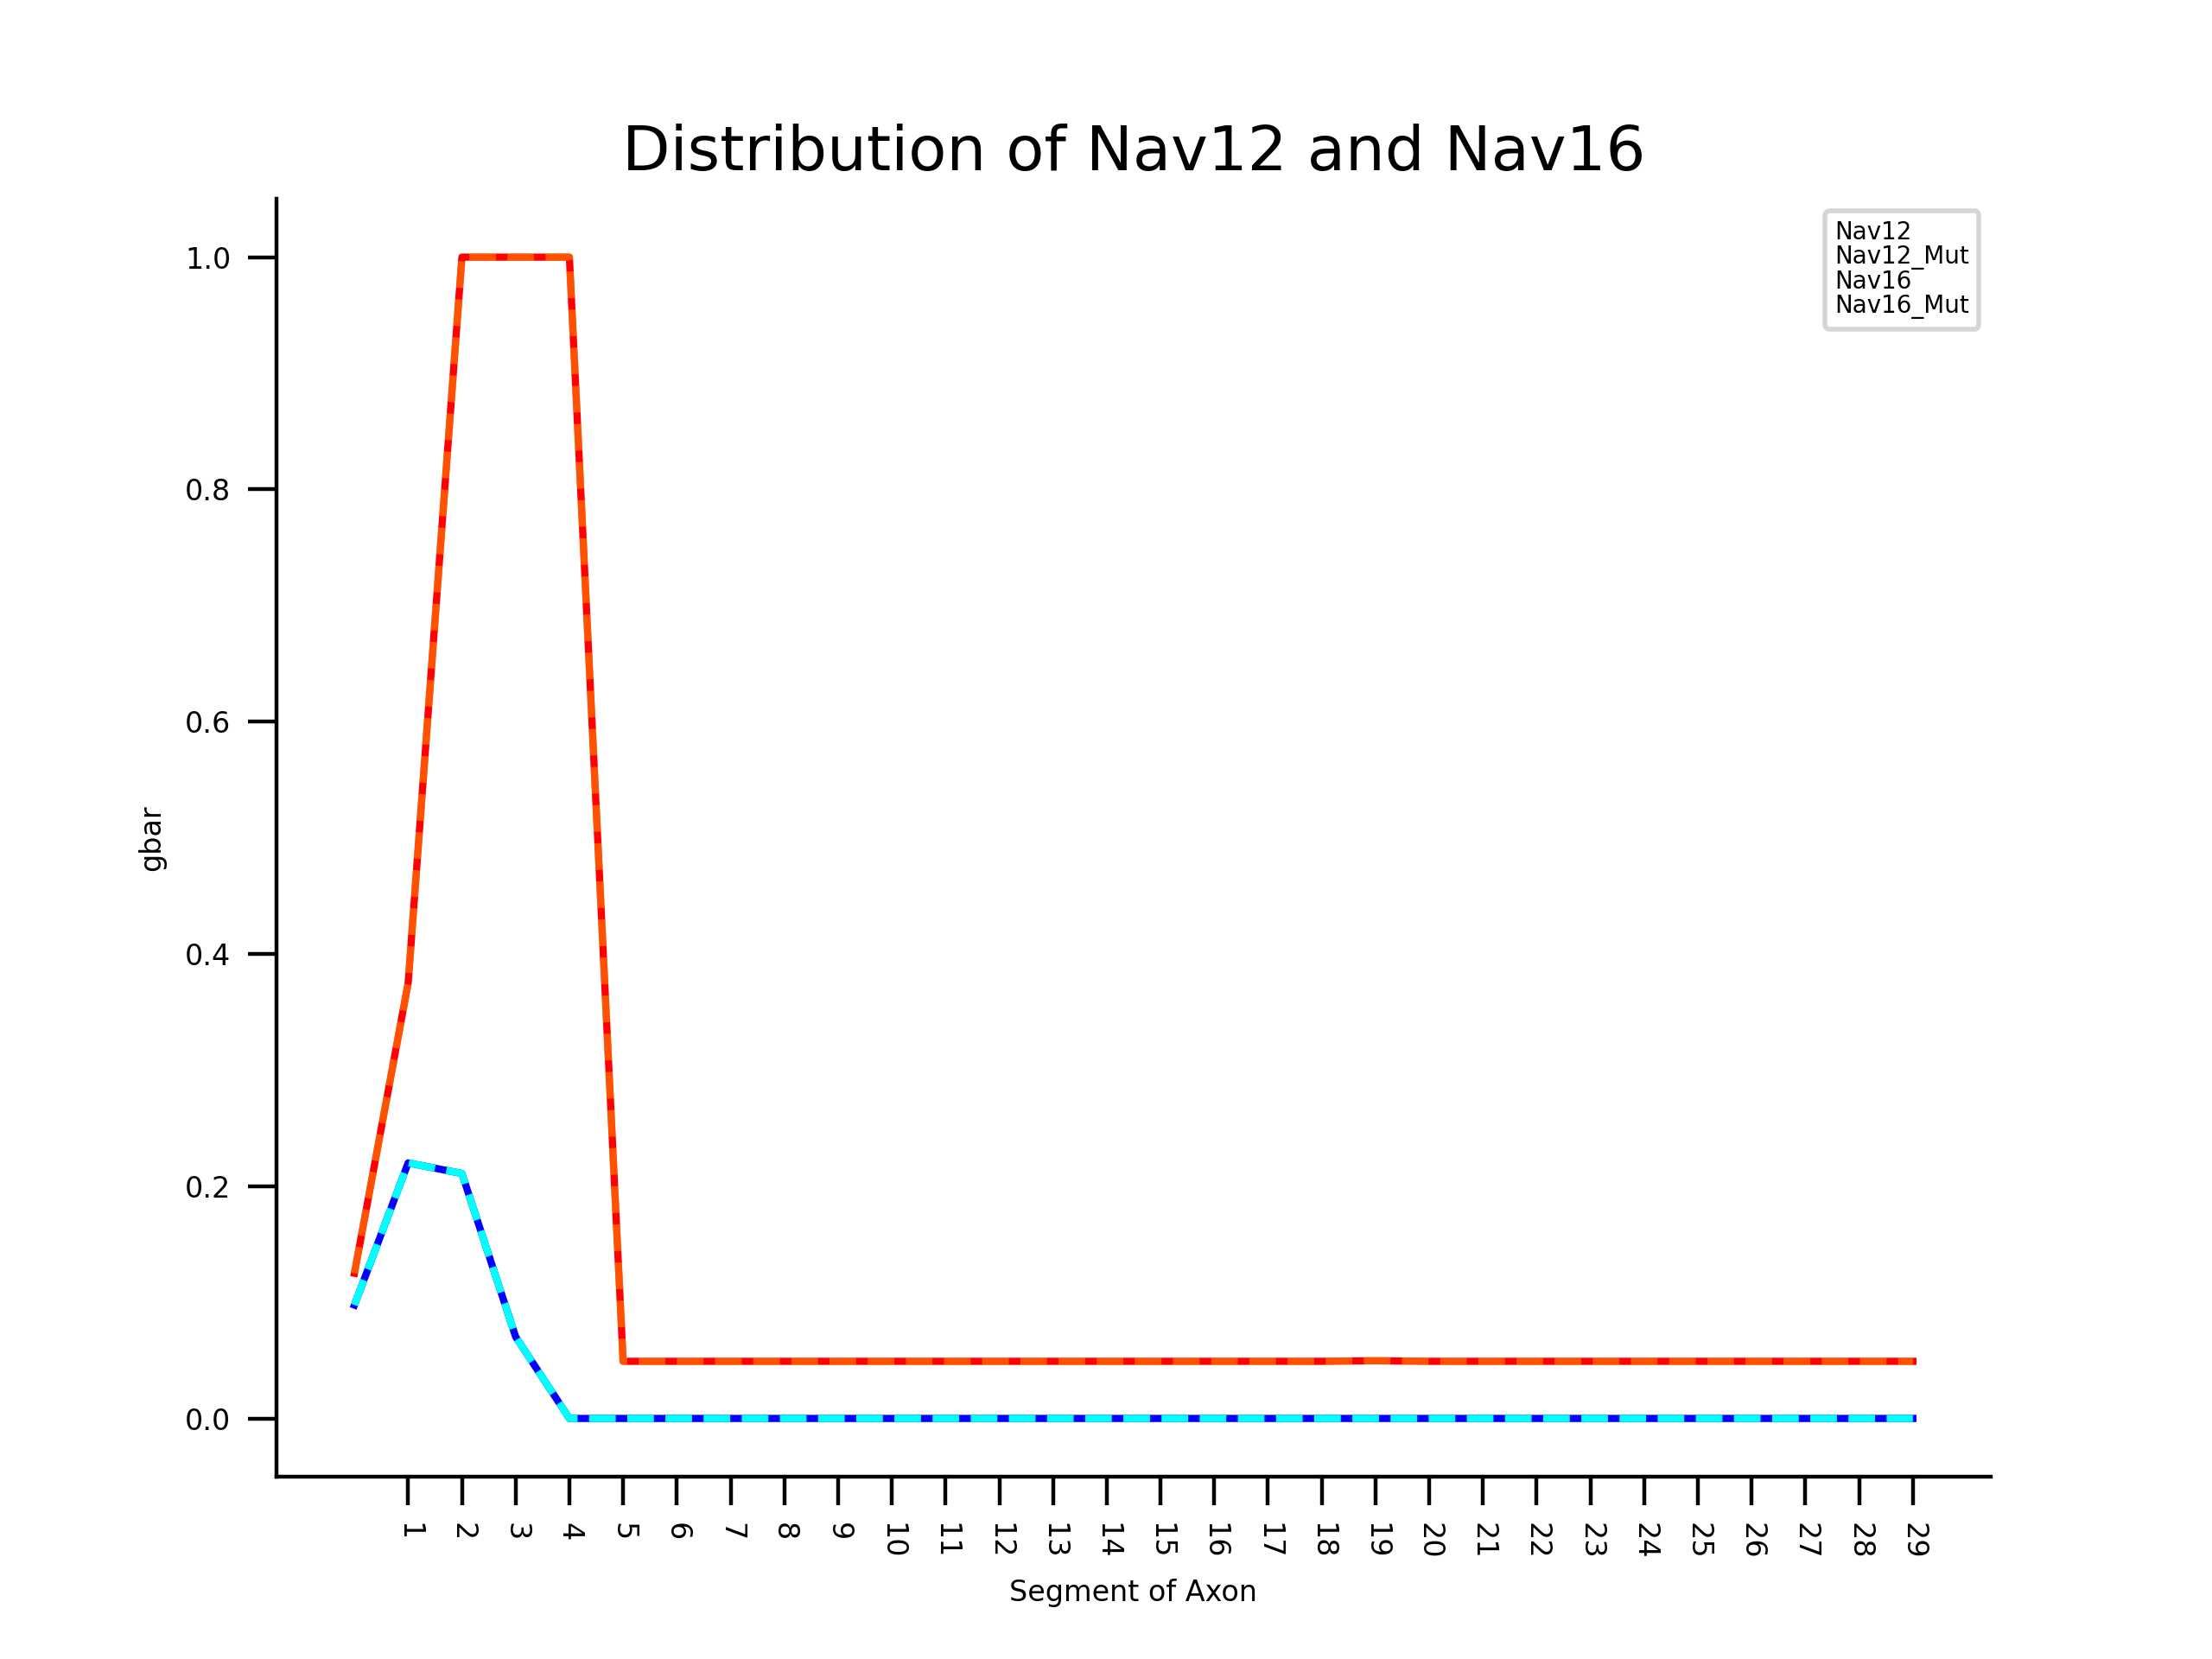 Distribution of Nav12 and Nav16
Nav12
Nav12_Mut
Nav16
Nav16_Mut
1.0
0.8
0.6
0.4
0.2
0.0
gbar
1 2 3 4 5 6 7 8 9 10 11 12 13 14 15 16 17 18 19 20 21 22 23 24 25 26 27 28 29
Segment of Axon